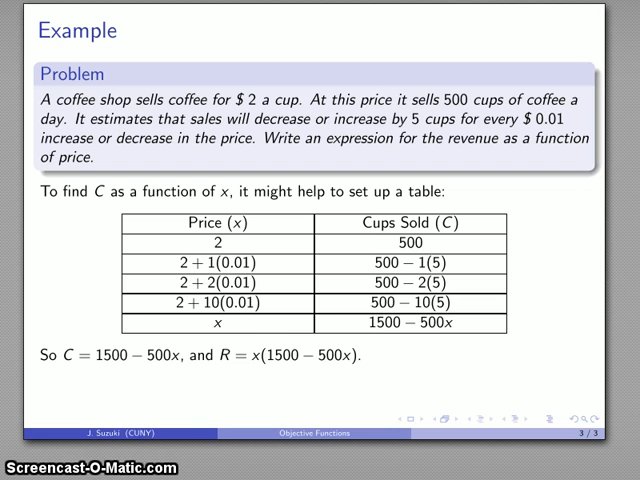 Example
Problem
A coffee shop sells coffee for $ 2 a cup. At this price it sells 500 cups of coffee a
day. It estimates that sales will decrease or increase by 5 cups for every $ 0.01
increase or decrease in the price. Write an expression for the revenue as a function
of price.
To find C as a function of x, it might help to set up a table:
Price (x) Cups Sold (C)
2 500
2 + 1(0.01) 500 − 1(5)
2 + 2(0.01) 500 − 2(5)
2 + 10(0.01) 500 − 10(5)
x 1500 − 500x
So C = 1500 − 500x, and R = x(1500 − 500x).
J. Suzuki (CUNY) Objective Functions 3 / 3
Screencast-O-Matic.com